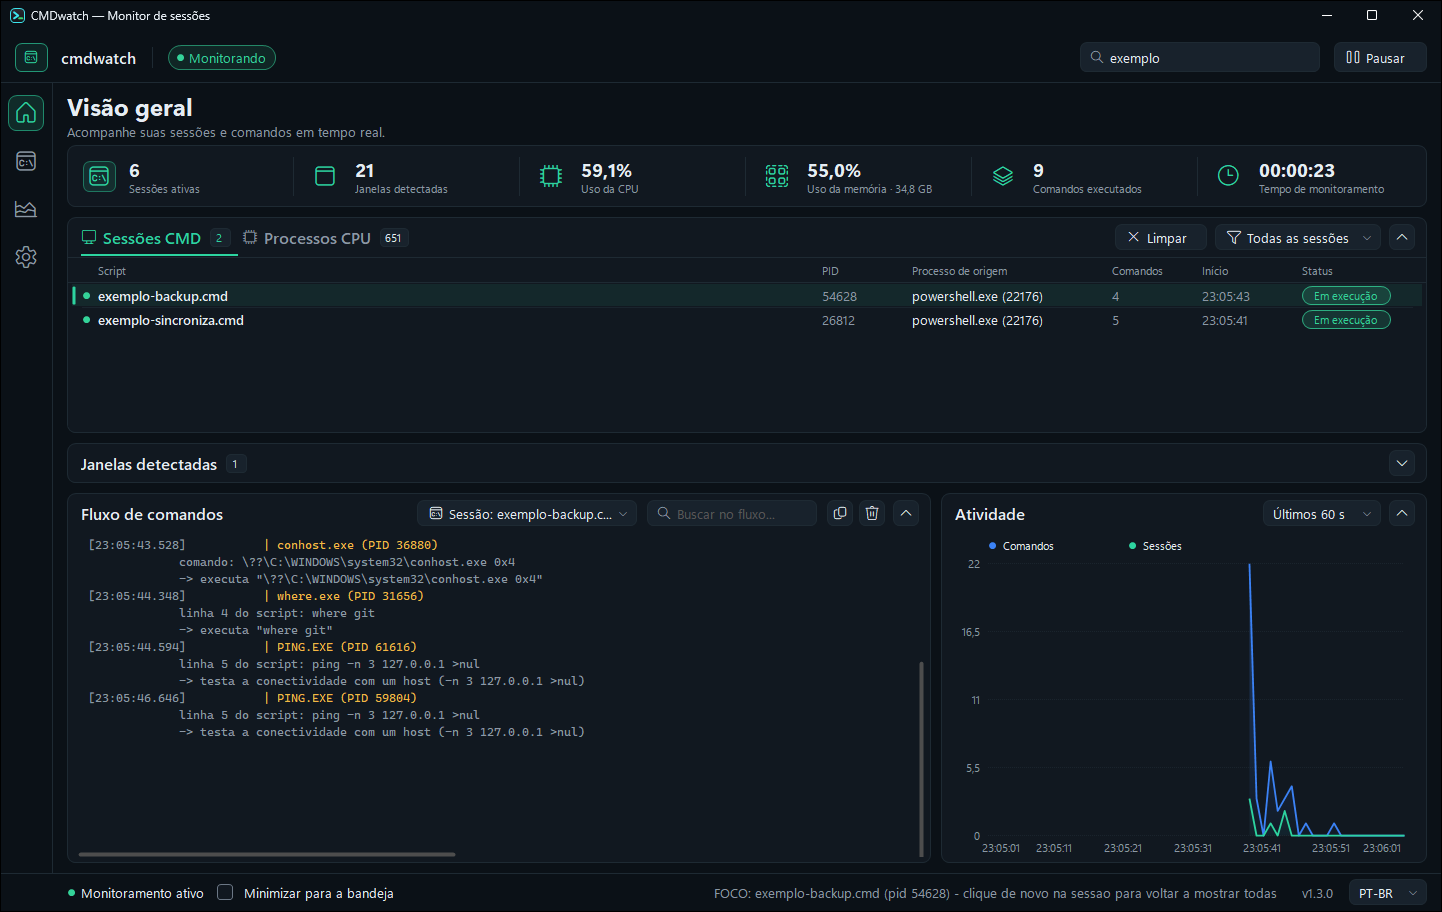 CMDwatch — Monitor de sessões
cmdwatch
Monitorando
exemplo
Pausar
Visão geral
Acompanhe suas sessões e comandos em tempo real.
C:\
6
Sessões ativas
21
Janelas detectadas
59,1%
Uso da CPU
55,0%
Uso da memória · 34,8 GB
9
Comandos executados
00:00:23
Tempo de monitoramento
Sessões CMD 2
Processos CPU 651
Limpar
Todas as sessões
Script PID Processo de origem Comandos Início Status
exemplo-backup.cmd 54628 powershell.exe (22176) 4 23:05:43 Em execução
exemplo-sincroniza.cmd 26812 powershell.exe (22176) 5 23:05:41 Em execução
Janelas detectadas 1
Fluxo de comandos
Sessão: exemplo-backup.c...
Buscar no fluxo...
[23:05:43.528] | conhost.exe (PID 36880)
comando: \??\C:\WINDOWS\system32\conhost.exe 0x4
-> executa "\??\C:\WINDOWS\system32\conhost.exe 0x4"
[23:05:44.348] | where.exe (PID 31656)
linha 4 do script: where git
-> executa "where git"
[23:05:44.594] | PING.EXE (PID 61616)
linha 5 do script: ping -n 3 127.0.0.1 >nul
-> testa a conectividade com um host (-n 3 127.0.0.1 >nul)
[23:05:46.646] | PING.EXE (PID 59804)
linha 5 do script: ping -n 3 127.0.0.1 >nul
-> testa a conectividade com um host (-n 3 127.0.0.1 >nul)
Atividade
Últimos 60 s
Comandos
Sessões
22
16,5
11
5,5
0
23:05:01 23:05:11 23:05:21 23:05:31 23:05:41 23:05:51 23:06:01
Monitoramento ativo
Minimizar para a bandeja
FOCO: exemplo-backup.cmd (pid 54628) - clique de novo na sessao para voltar a mostrar todas
v1.3.0
PT-BR